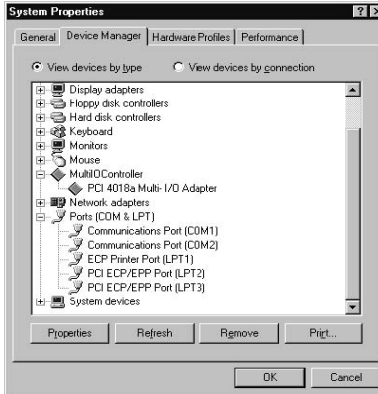 System Properties
General Device Manager Hardware Profiles Performance
View devices by type View devices by connection
Display adapters
Floppy disk controllers
Hard disk controllers
Keyboard
Monitors
Mouse
MultiIOController
PCI 4018a Multi- I/O Adapter
Network adapters
Ports (COM & LPT)
Communications Port (COM1)
Communications Port (COM2)
ECP Printer Port (LPT1)
PCI ECP/EPP Port (LPT2)
PCI ECP/EPP Port (LPT3)
System devices
Properties Refresh Remove Print...
OK Cancel